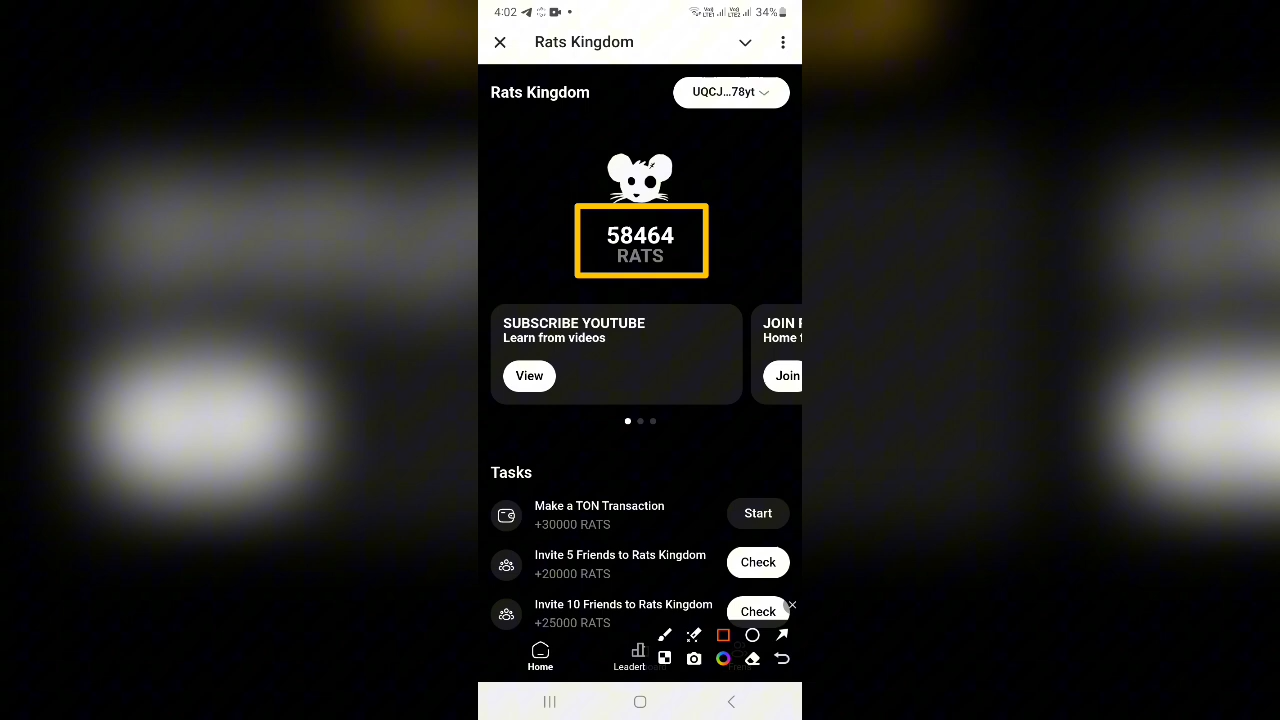 4:02 34%
Rats Kingdom
Rats Kingdom
UQCJ...78yt
58464
RATS
SUBSCRIBE YOUTUBE
Learn from videos
View
JOIN
Home
Join
Tasks
Make a TON Transaction
+30000 RATS
Start
Invite 5 Friends to Rats Kingdom
+20000 RATS
Check
Invite 10 Friends to Rats Kingdom
+25000 RATS
Check
Home